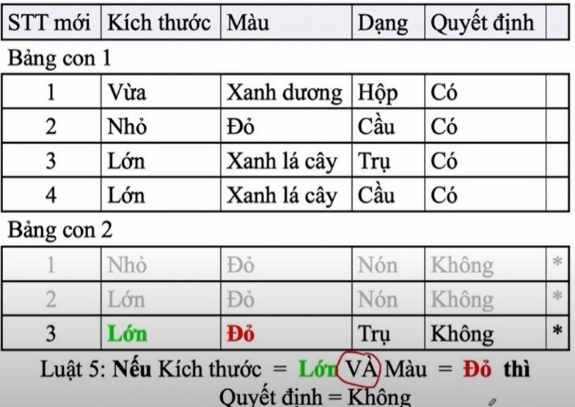 STT mới Kích thước Màu Dạng Quyết định
Bảng con 1
1 Vừa Xanh dương Hộp Có
2 Nhỏ Đỏ Cầu Có
3 Lớn Xanh lá cây Trụ Có
4 Lớn Xanh lá cây Cầu Có
Bảng con 2
1 Nhỏ Đỏ Nón Không *
2 Lớn Đỏ Nón Không *
3 Lớn Đỏ Trụ Không *
Luật 5: Nếu Kích thước = Lớn VÀ Màu = Đỏ thì
Quyết định = Không